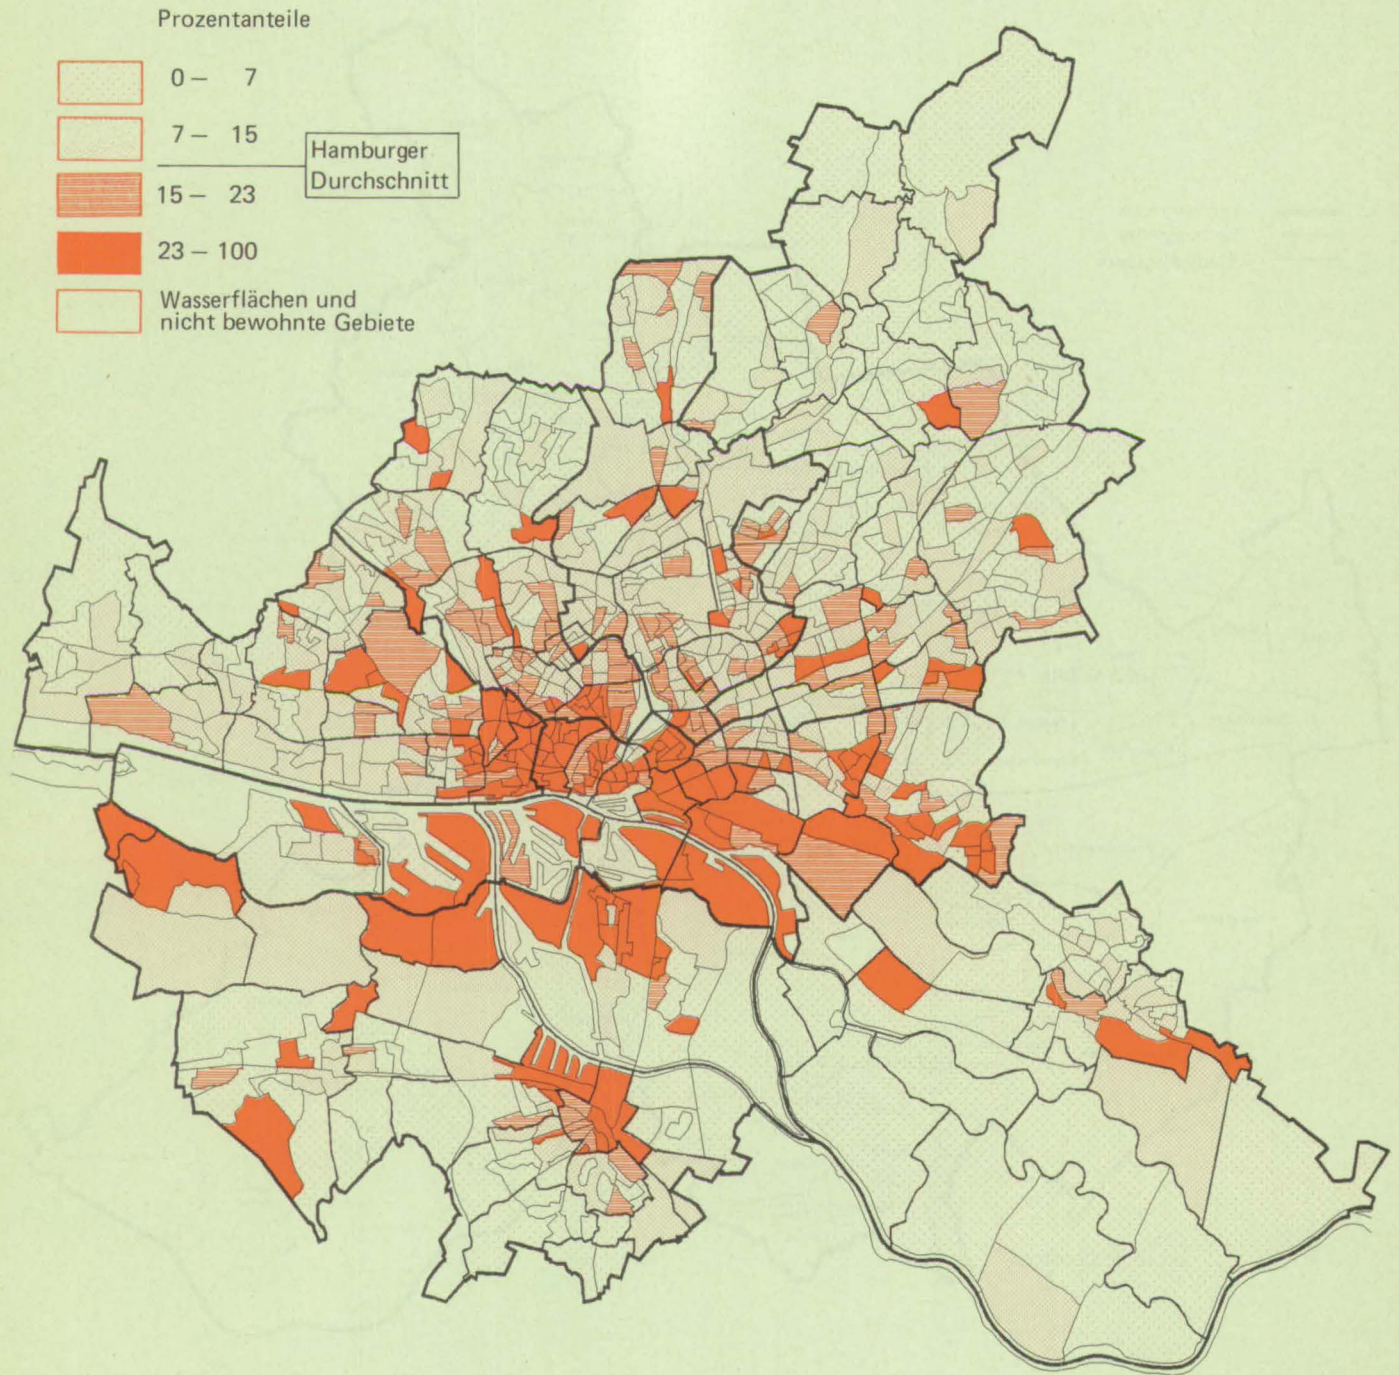 Prozentanteile
0 – 7
7 – 15
Hamburger
Durchschnitt
15 – 23
23 – 100
Wasserflächen und
nicht bewohnte Gebiete